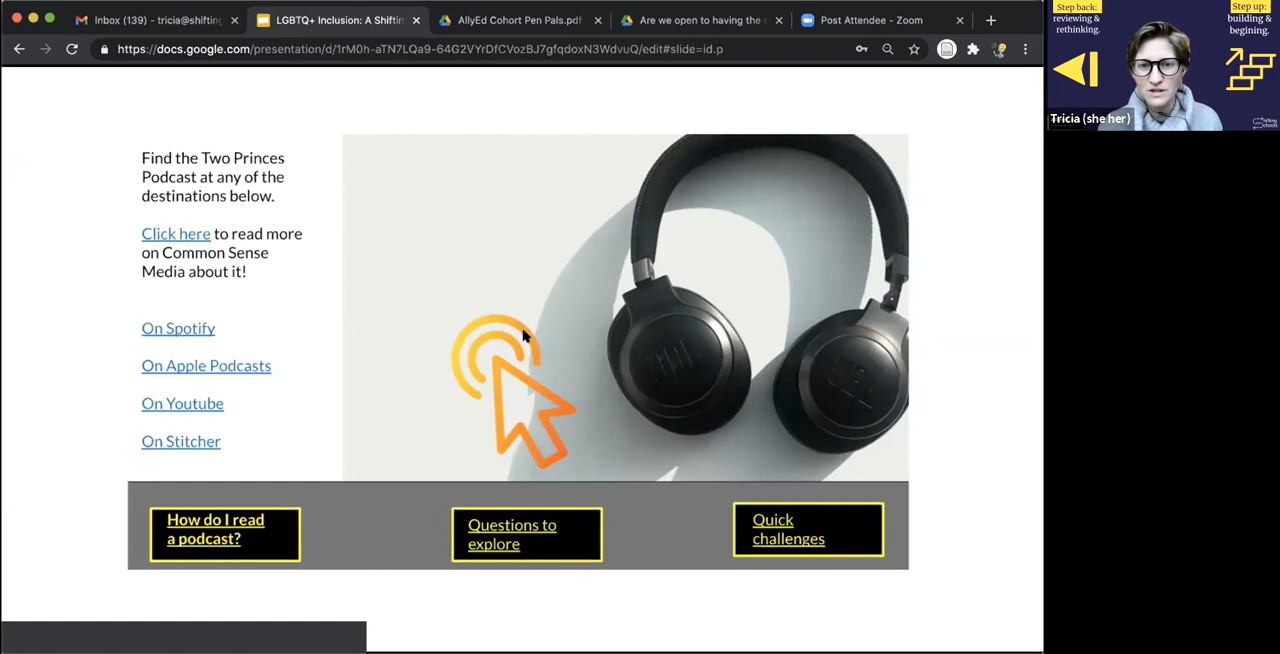 Inbox (139) - tricia@shifting
LGBTQ+ Inclusion: A Shiftin
AllyEd Cohort Pen Pals.pdf
Are we open to having the
Post Attendee - Zoom
https://docs.google.com/presentation/d/1rM0h-aTN7LQa9-64G2VYrDfCVozBJ7gfqdoxN3WdvuQ/edit#slide=id.p
Find the Two Princes
Podcast at any of the
destinations below.
Click here to read more
on Common Sense
Media about it!
On Spotify
On Apple Podcasts
On Youtube
On Stitcher
JBL
How do I read
a podcast?
Questions to
explore
Quick
challenges
Step back:
reviewing &
rethinking.
Step up:
building &
begining.
Tricia (she her)
Shifting
Schools